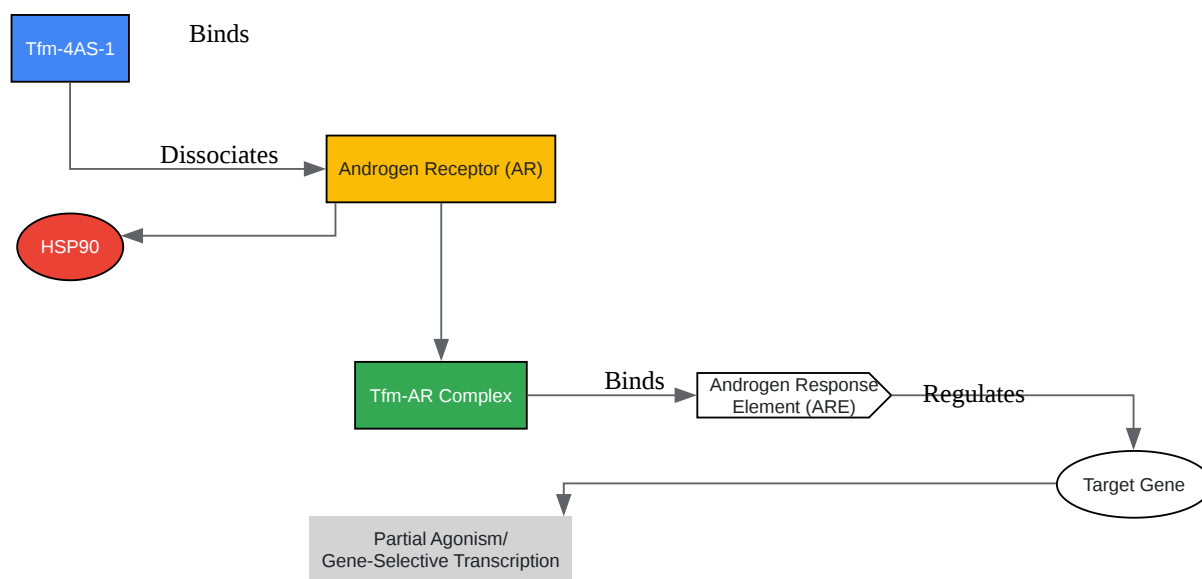 Tfm-4AS-1
Binds
Dissociates
Androgen Receptor (AR)
HSP90
Tfm-AR Complex
Binds
Androgen Response
Element (ARE)
Regulates
Target Gene
Partial Agonism/
Gene-Selective Transcription